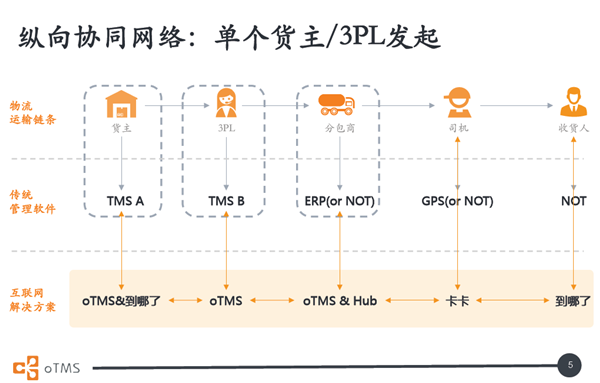 纵向协同网络：单个货主/3PL发起
物流
运输链条
货主
3PL
分包商
司机
收货人
传统
管理软件
TMS A
TMS B
ERP(or NOT)
GPS(or NOT)
NOT
互联网
解决方案
oTMS&到哪了
oTMS
oTMS & Hub
卡卡
到哪了
oTMS
5